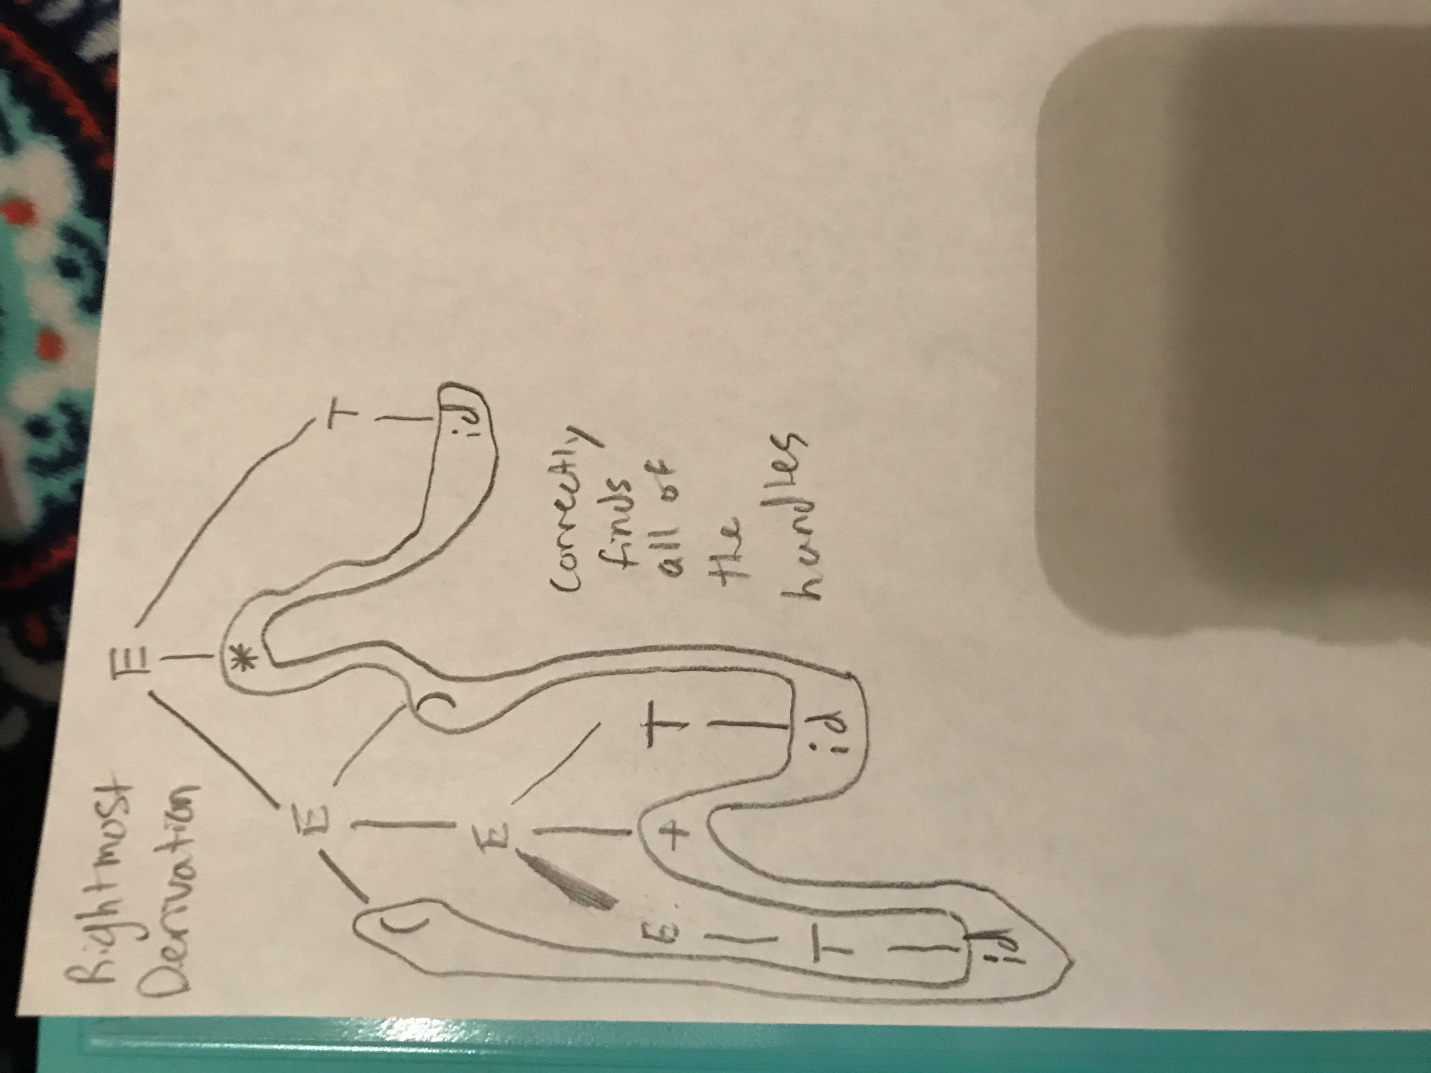 Rightmost
Derivation
E
E * T
( E ) id
E + T
T id
id
correctly
finds
all of
the
handles